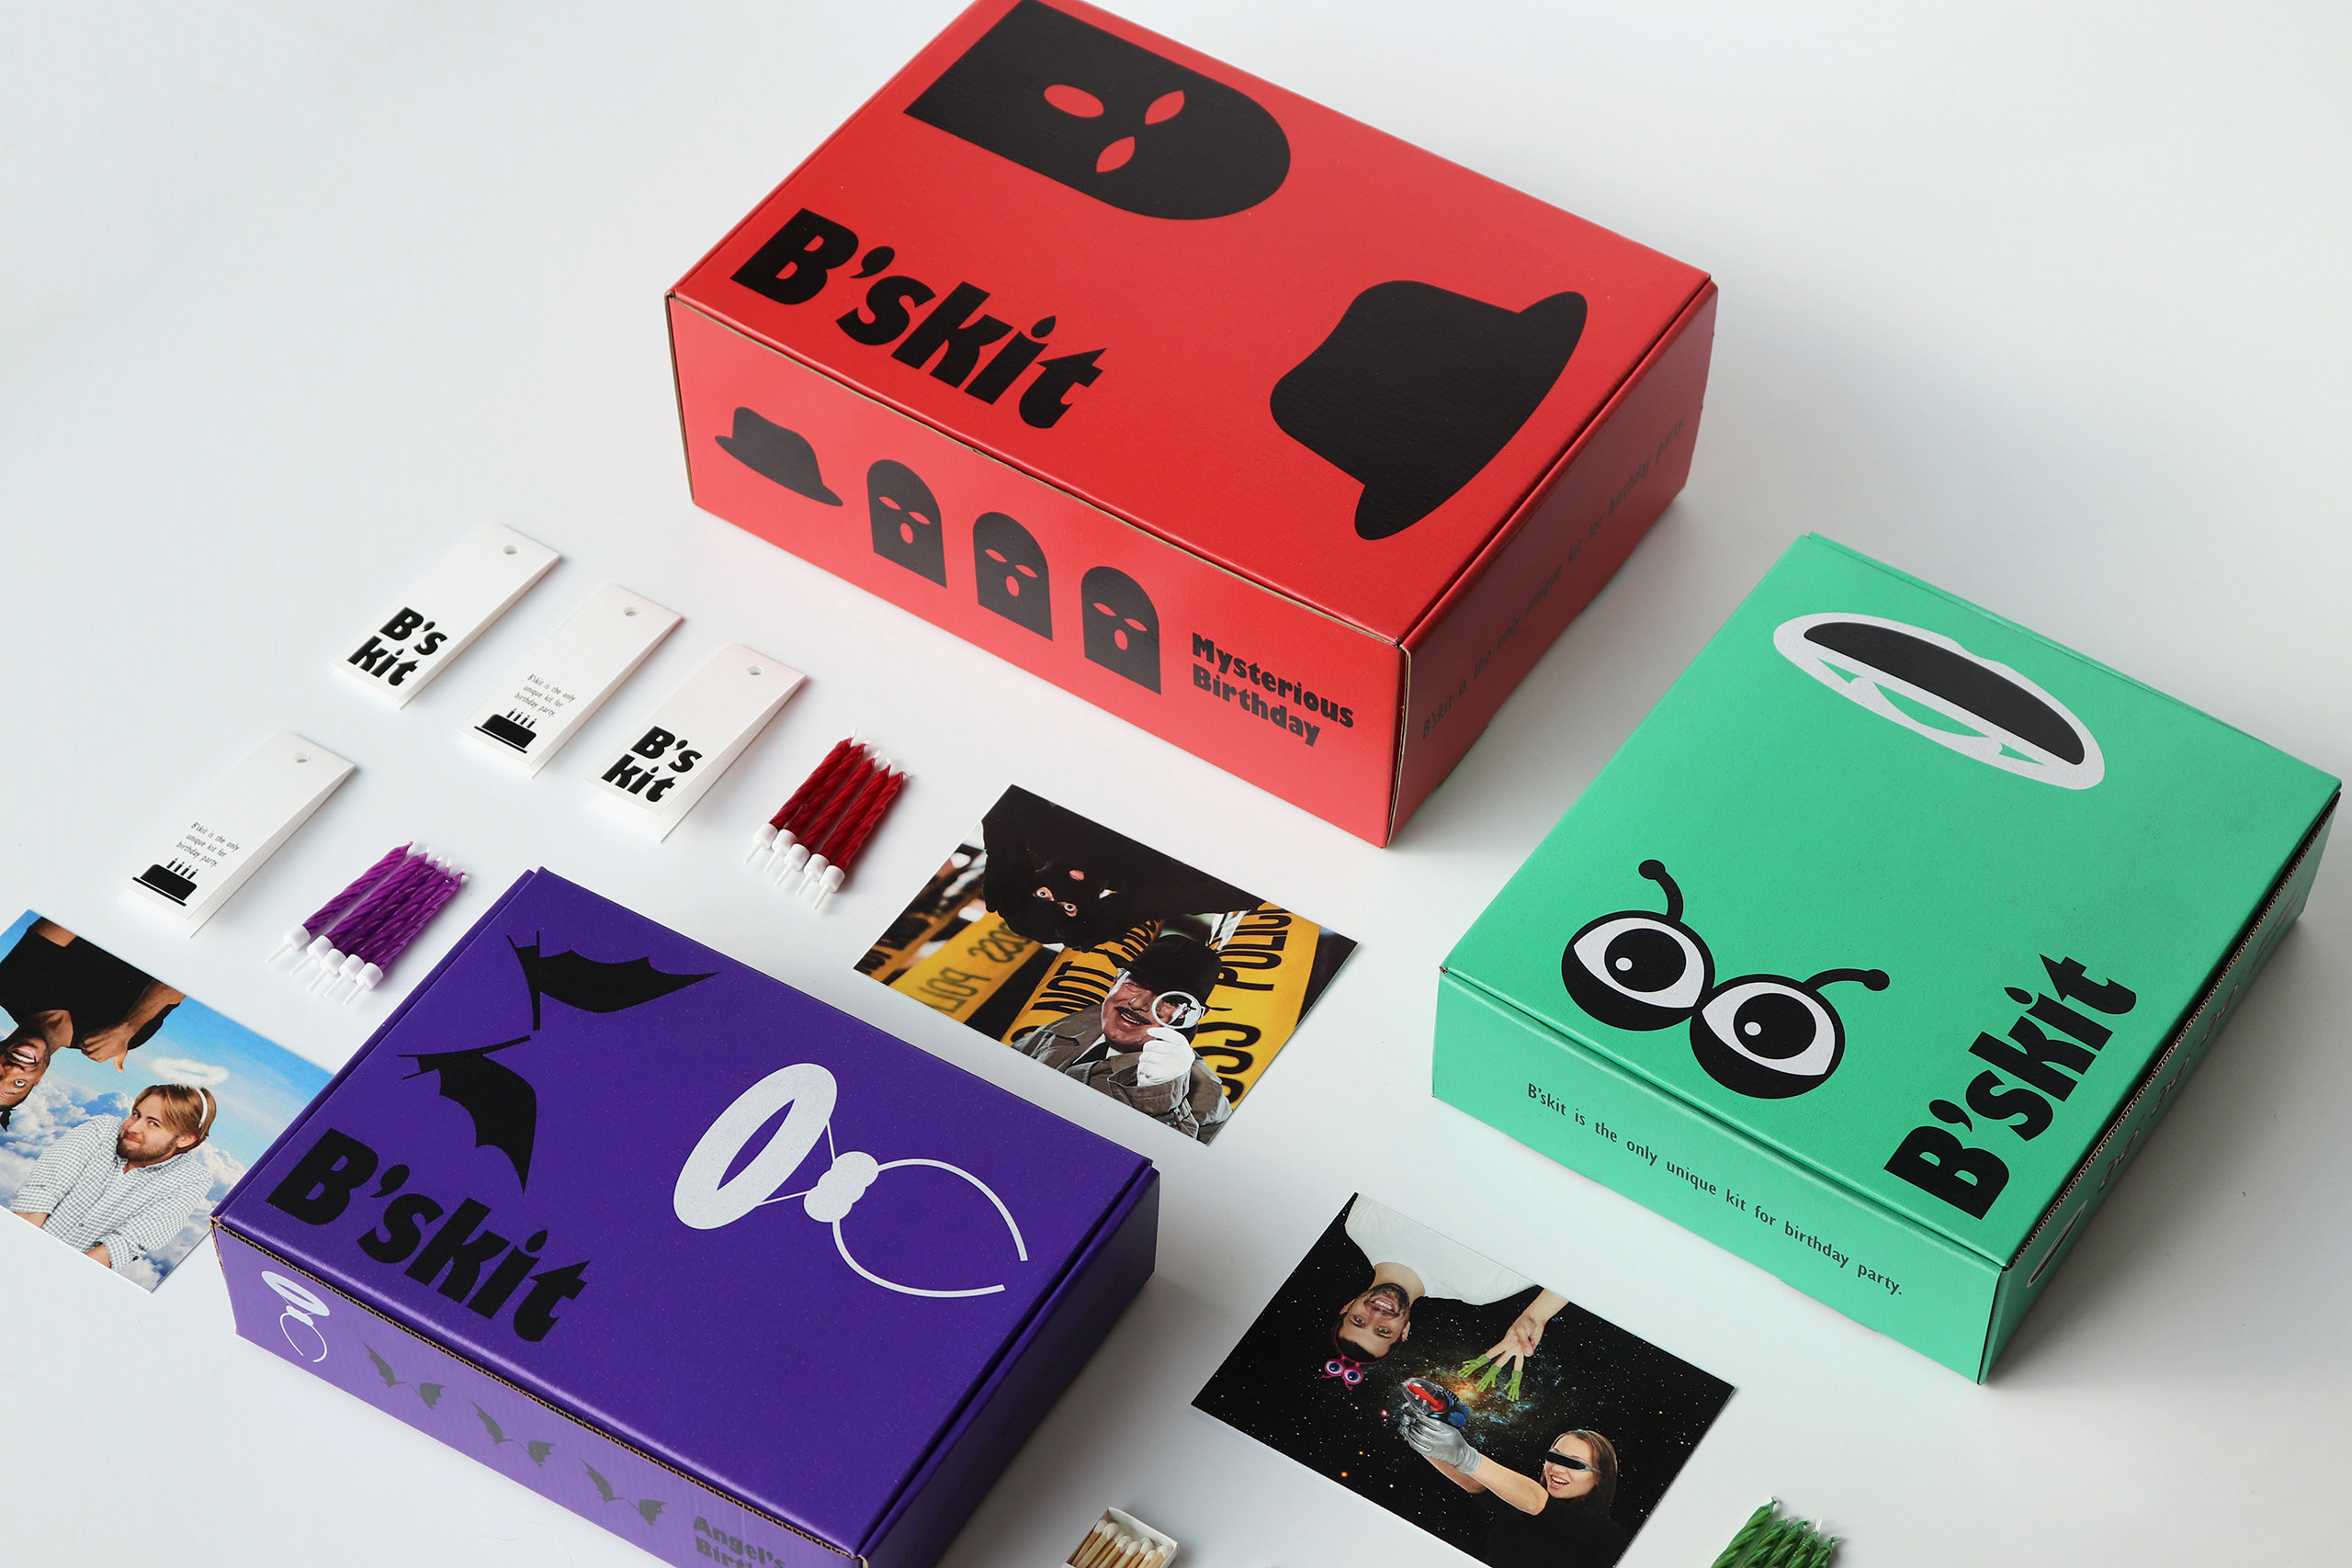 B'skit
Mysterious
Birthday
B'skit is the only unique kit for birthday party.
B's
kit
B'skit is the only
unique kit for
birthday party.
B's
kit
B'skit is the only
unique kit for
birthday party.
B'skit
B'skit is the only unique kit for birthday party.
B'skit
Angel's